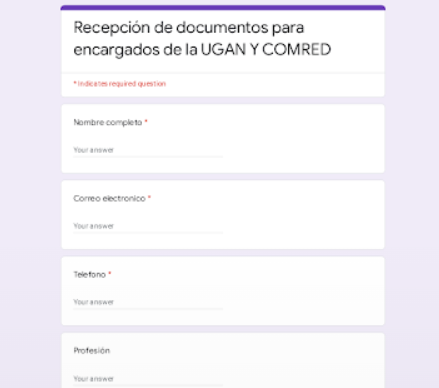 Recepción de documentos para
encargados de la UGAN Y COMRED
* Indicates required question
Nombre completo *
Your answer
Correo electronico *
Your answer
Telefono *
Your answer
Profesión
Your answer